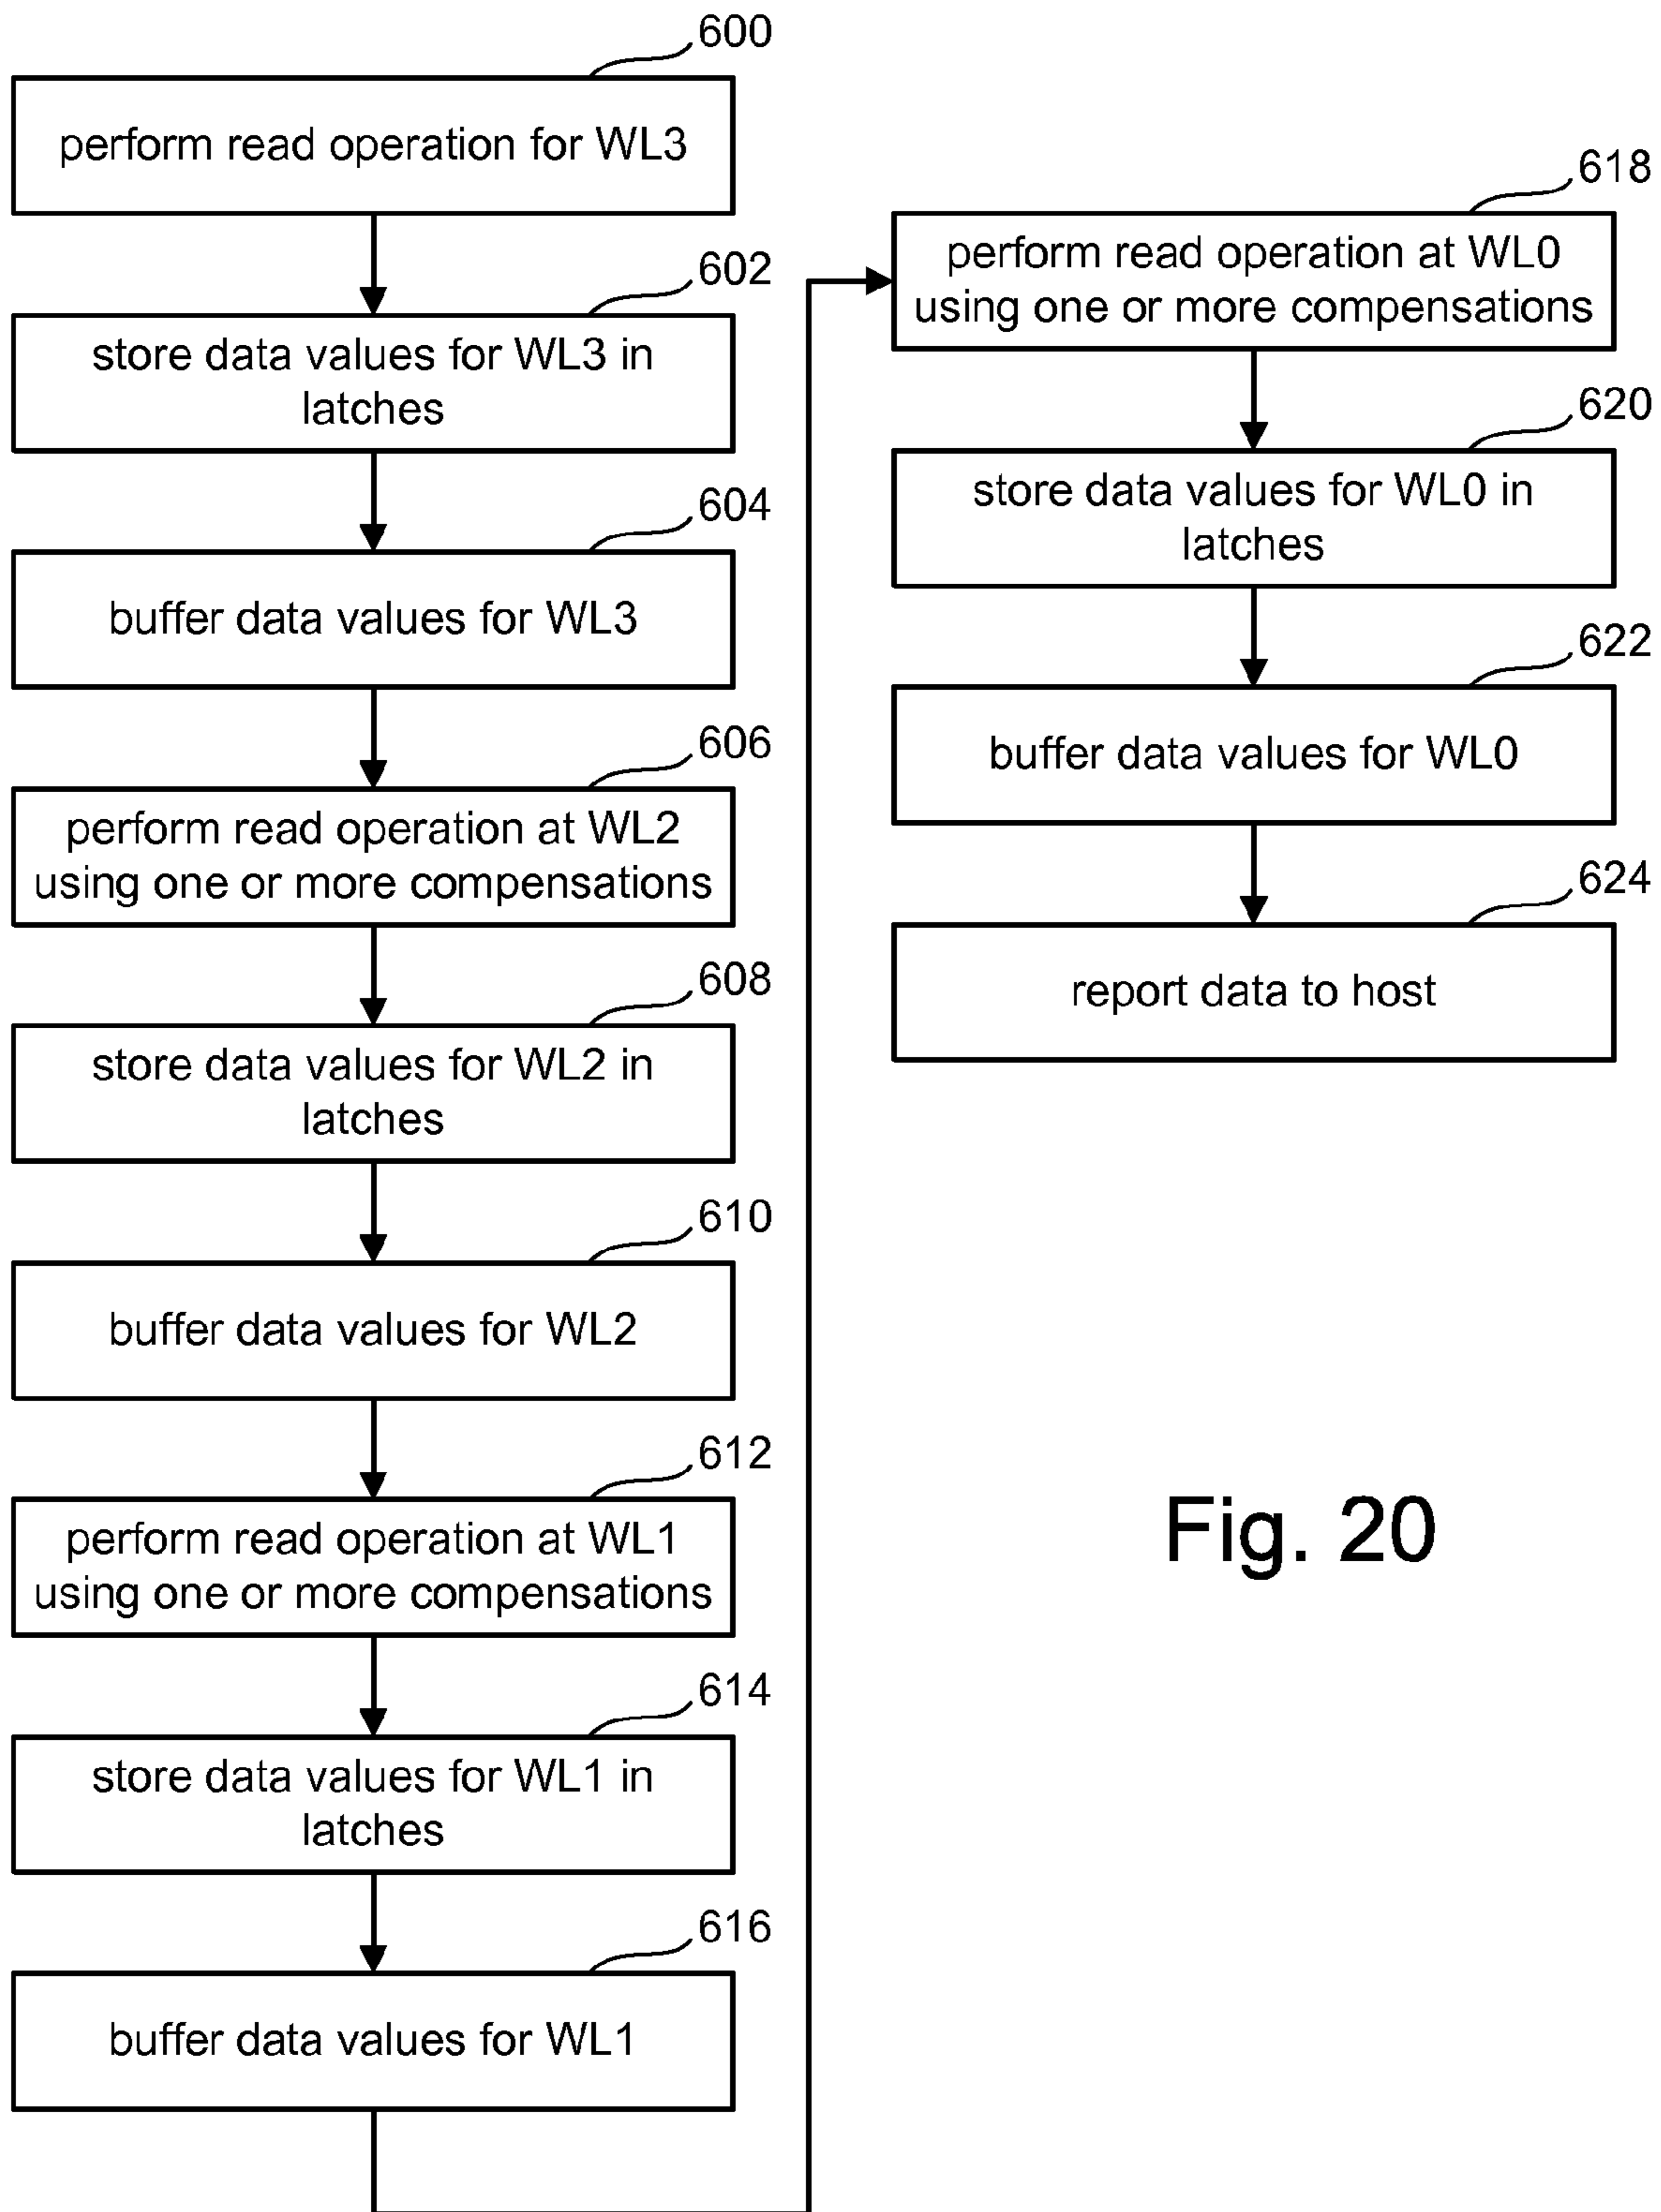 600
perform read operation for WL3
602
store data values for WL3 in
latches
604
buffer data values for WL3
606
perform read operation at WL2
using one or more compensations
608
store data values for WL2 in
latches
610
buffer data values for WL2
612
perform read operation at WL1
using one or more compensations
614
store data values for WL1 in
latches
616
buffer data values for WL1
618
perform read operation at WL0
using one or more compensations
620
store data values for WL0 in
latches
622
buffer data values for WL0
624
report data to host
Fig. 20